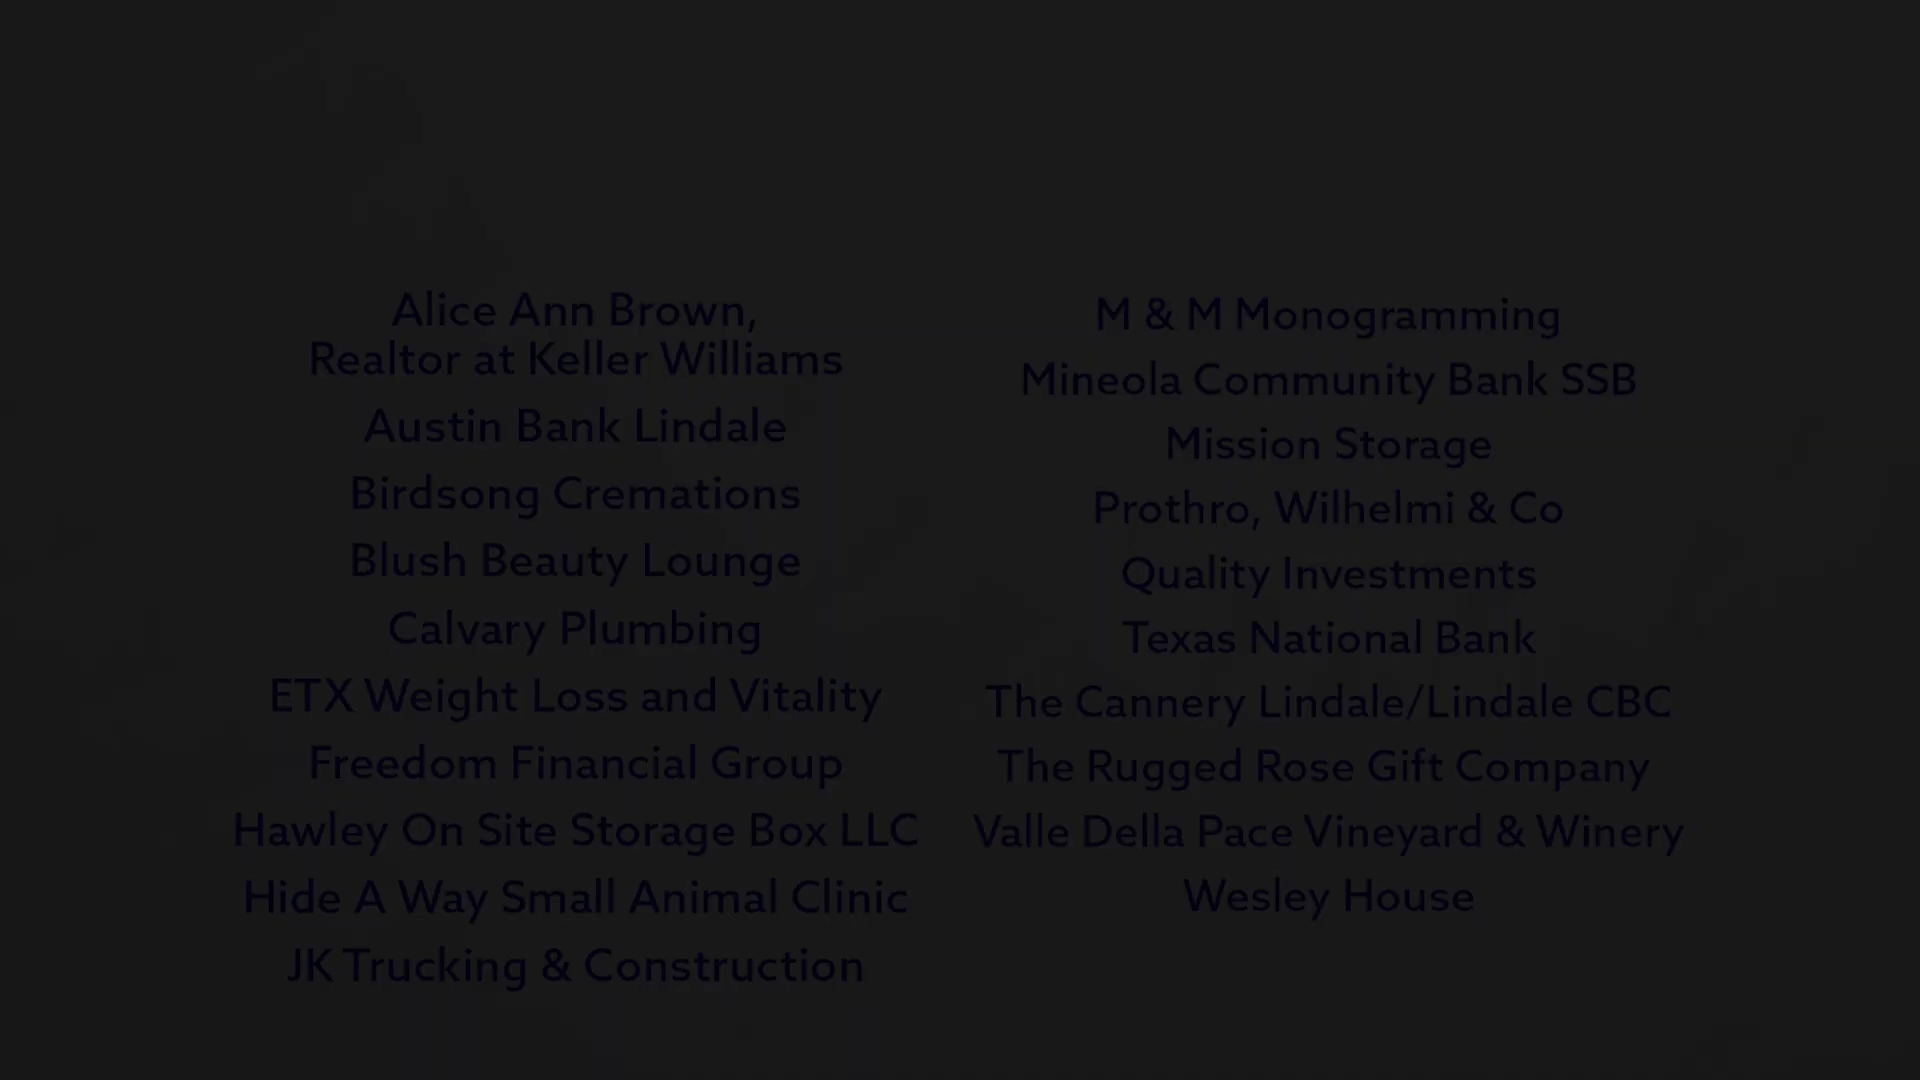 Alice Ann Brown,
Realtor at Keller Williams
Austin Bank Lindale
Birdsong Cremations
Blush Beauty Lounge
Calvary Plumbing
ETX Weight Loss and Vitality
Freedom Financial Group
Hawley On Site Storage Box LLC
Hide A Way Small Animal Clinic
JK Trucking & Construction
M & M Monogramming
Mineola Community Bank SSB
Mission Storage
Prothro, Wilhelmi & Co
Quality Investments
Texas National Bank
The Cannery Lindale/Lindale CBC
The Rugged Rose Gift Company
Valle Della Pace Vineyard & Winery
Wesley House